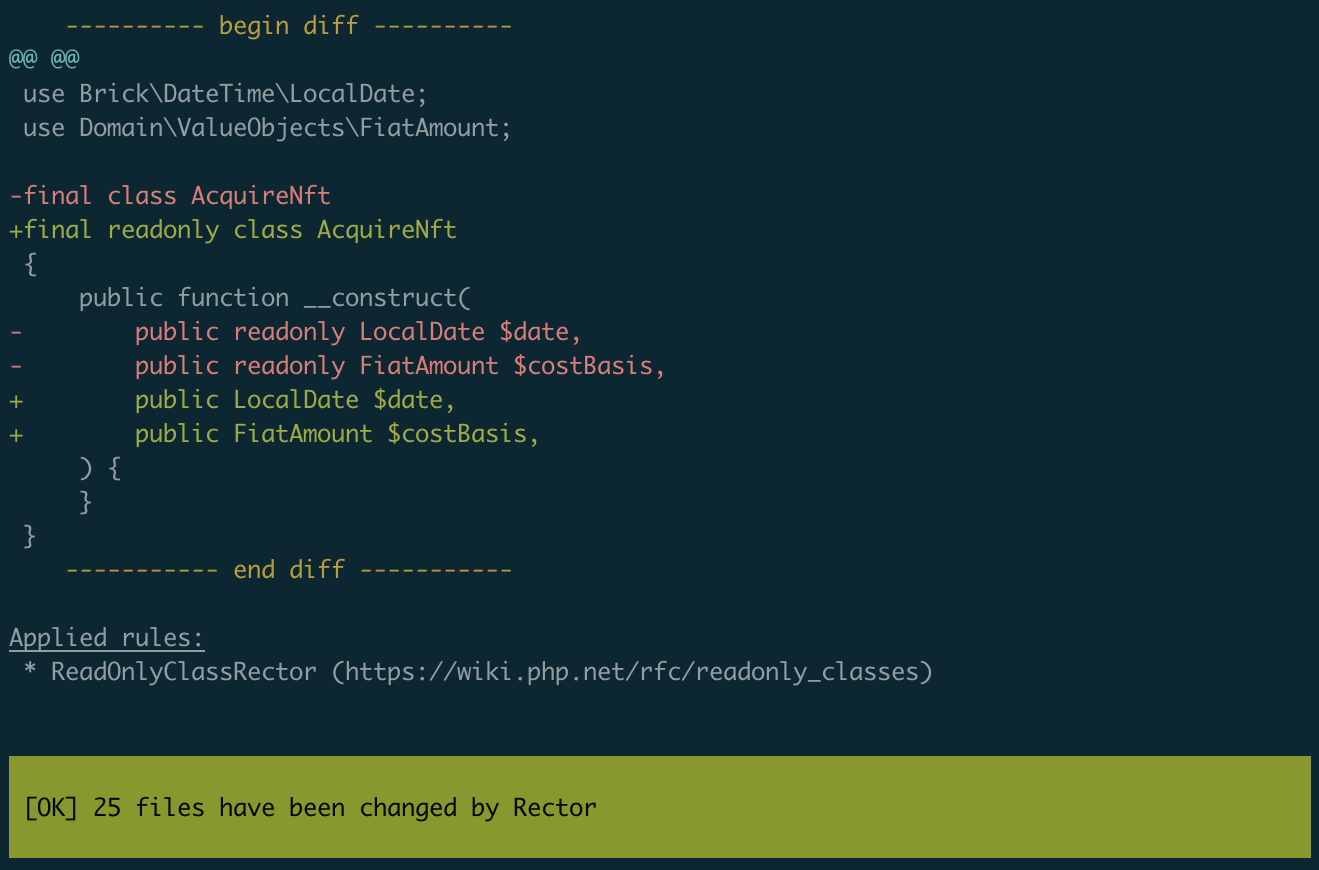 ---------- begin diff ----------
@@ @@
 use Brick\DateTime\LocalDate;
 use Domain\ValueObjects\FiatAmount;
-final class AcquireNft
+final readonly class AcquireNft
 {
     public function __construct(
-        public readonly LocalDate $date,
-        public readonly FiatAmount $costBasis,
+        public LocalDate $date,
+        public FiatAmount $costBasis,
     ) {
     }
 }
----------- end diff -----------
Applied rules:
 * ReadOnlyClassRector (https://wiki.php.net/rfc/readonly_classes)
[OK] 25 files have been changed by Rector